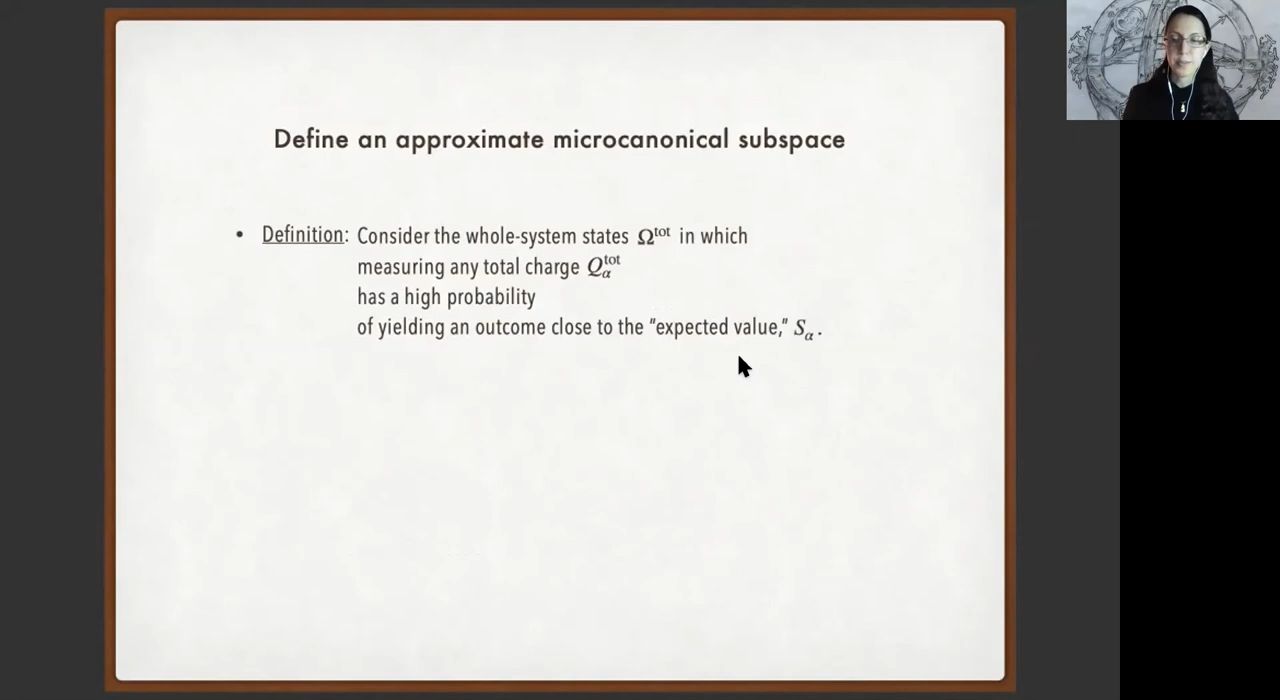 Define an approximate microcanonical subspace
• Definition: Consider the whole-system states Ω^tot in which
measuring any total charge Q_α^tot
has a high probability
of yielding an outcome close to the "expected value," S_α.